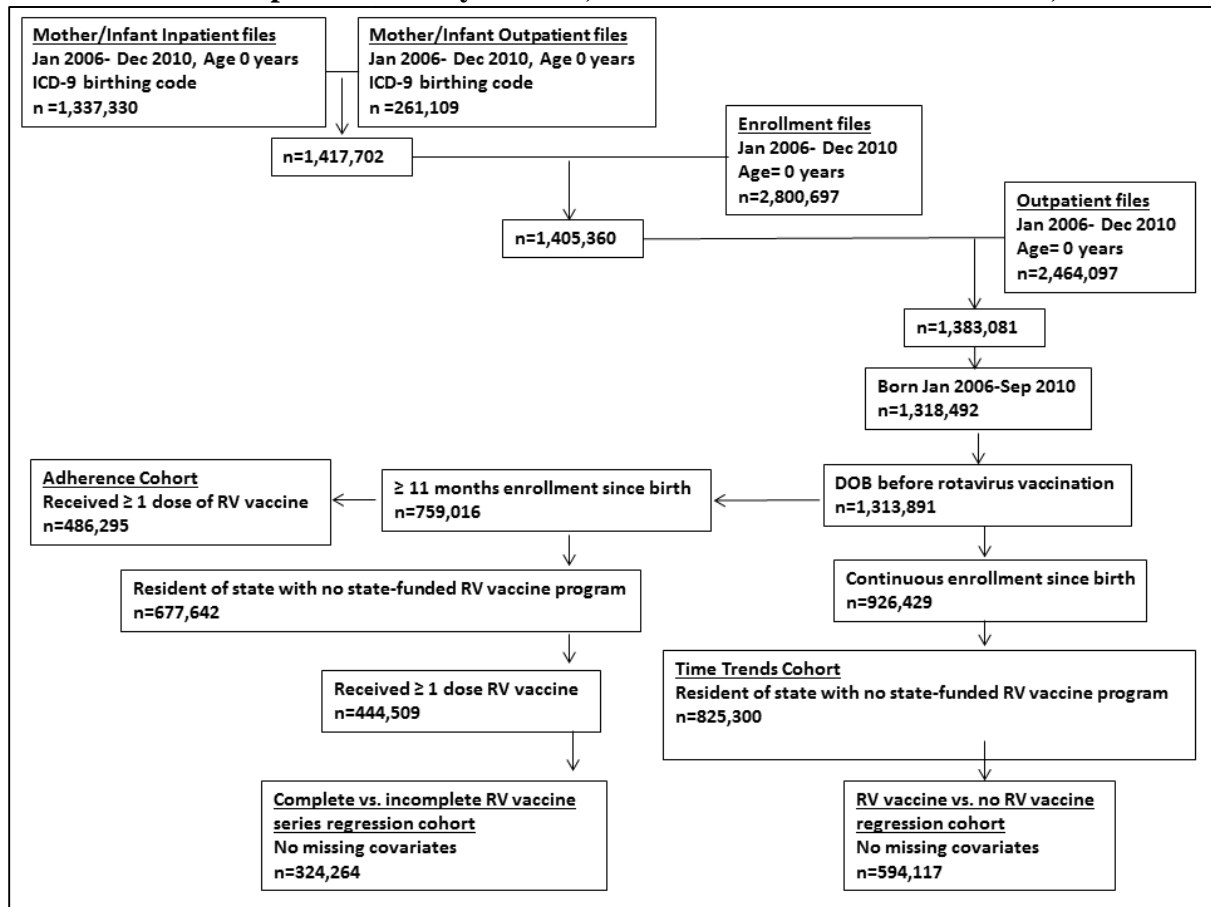 Mother/Infant Inpatient files
Jan 2006- Dec 2010, Age 0 years
ICD-9 birthing code
n =1,337,330
Mother/Infant Outpatient files
Jan 2006- Dec 2010, Age 0 years
ICD-9 birthing code
n =261,109
n=1,417,702
Enrollment files
Jan 2006- Dec 2010
Age= 0 years
n=2,800,697
n=1,405,360
Outpatient files
Jan 2006- Dec 2010
Age= 0 years
n=2,464,097
n=1,383,081
Born Jan 2006-Sep 2010
n=1,318,492
DOB before rotavirus vaccination
n=1,313,891
≥ 11 months enrollment since birth
n=759,016
Adherence Cohort
Received ≥ 1 dose of RV vaccine
n=486,295
Resident of state with no state-funded RV vaccine program
n=677,642
Continuous enrollment since birth
n=926,429
Received ≥ 1 dose RV vaccine
n=444,509
Time Trends Cohort
Resident of state with no state-funded RV vaccine program
n=825,300
Complete vs. incomplete RV vaccine
series regression cohort
No missing covariates
n=324,264
RV vaccine vs. no RV vaccine
regression cohort
No missing covariates
n=594,117